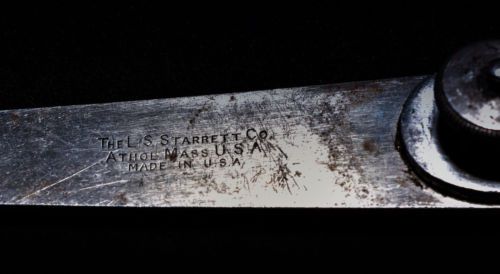 THE L.S. STARRETT CO.
ATHOL MASS U.S.A.
MADE IN U.S.A.